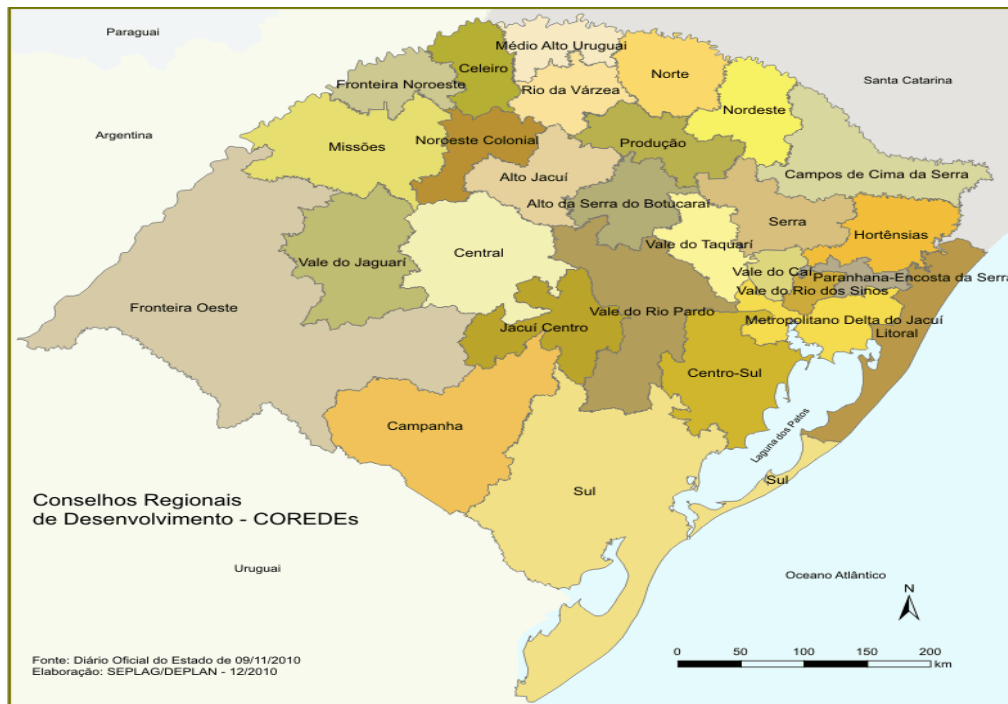 Paraguai
Médio Alto Uruguai
Celeiro
Norte
Santa Catarina
Fronteira Noroeste
Rio da Várzea
Nordeste
Argentina
Noroeste Colonial
Produção
Missões
Alto Jacuí
Campos de Cima da Serra
Alto da Serra do Botucaraí
Serra
Hortênsias
Vale do Taquari
Central
Vale do Jaguari
Vale do Caí
Paranhana-Encosta da Serra
Vale do Rio dos Sinos
Fronteira Oeste
Vale do Rio Pardo
Metropolitano Delta do Jacuí
Jacuí Centro
Litoral
Centro-Sul
Campanha
Laguna dos Patos
Sul
Sul
Conselhos Regionais
de Desenvolvimento - COREDEs
Uruguai
Oceano Atlântico
N
Fonte: Diário Oficial do Estado de 09/11/2010
Elaboração: SEPLAG/DEPLAN - 12/2010
0 50 100 150 200
km